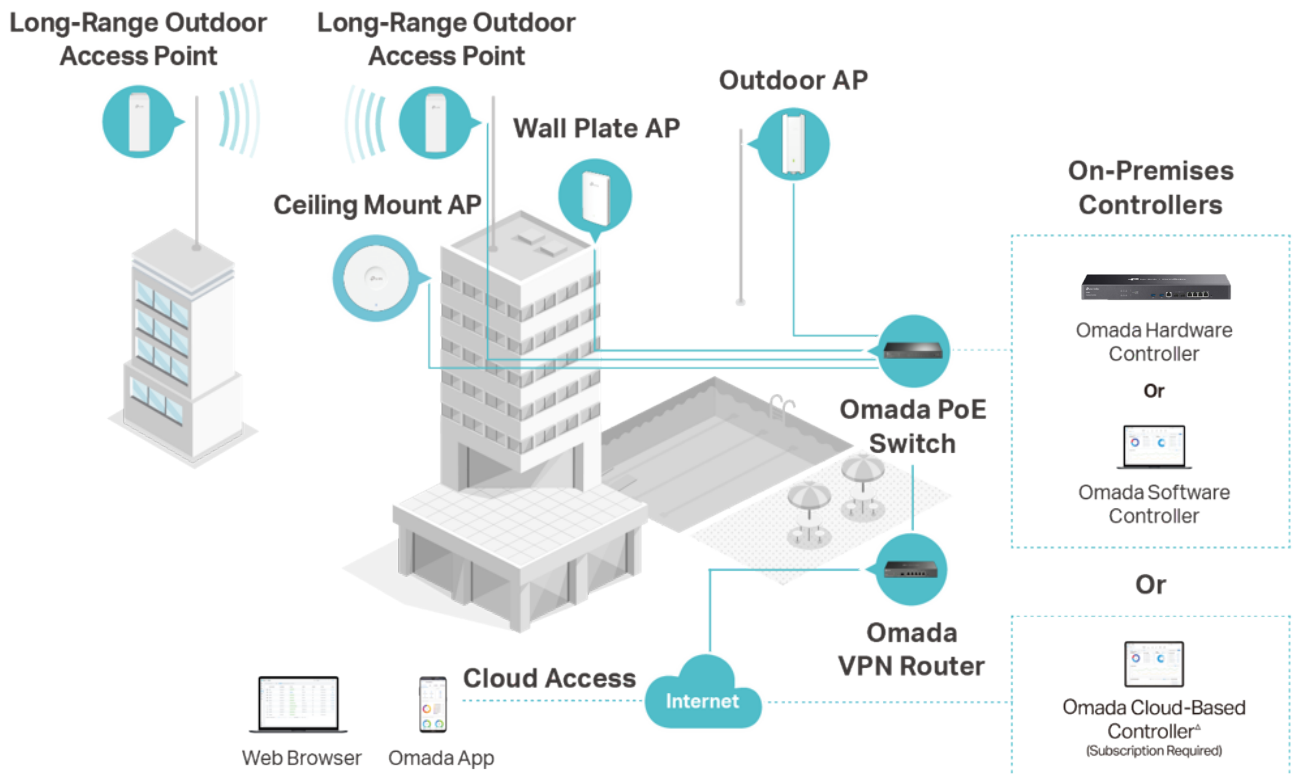 Long-Range Outdoor
Access Point
Long-Range Outdoor
Access Point
Outdoor AP
Wall Plate AP
Ceiling Mount AP
On-Premises
Controllers
Omada Hardware
Controller
Or
Omada Software
Controller
Omada PoE
Switch
Or
Omada
VPN Router
Cloud Access
Internet
Omada Cloud-Based
Controller△
(Subscription Required)
Web Browser
Omada App